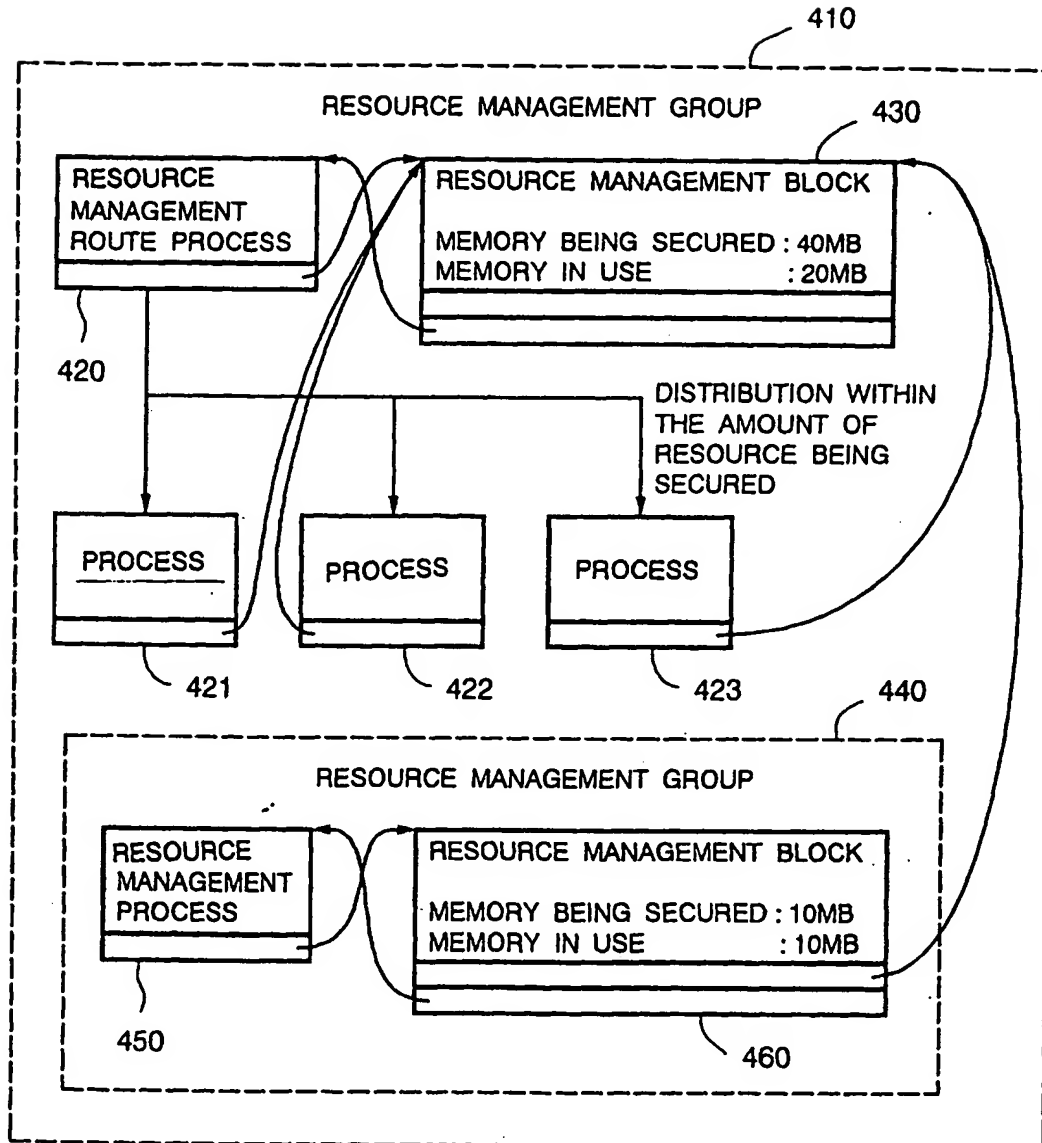 410
RESOURCE MANAGEMENT GROUP
430
RESOURCE
MANAGEMENT
ROUTE PROCESS
RESOURCE MANAGEMENT BLOCK
MEMORY BEING SECURED : 40MB
MEMORY IN USE : 20MB
420
DISTRIBUTION WITHIN
THE AMOUNT OF
RESOURCE BEING
SECURED
PROCESS
PROCESS
PROCESS
421
422
423
440
RESOURCE MANAGEMENT GROUP
RESOURCE
MANAGEMENT
PROCESS
RESOURCE MANAGEMENT BLOCK
MEMORY BEING SECURED : 10MB
MEMORY IN USE : 10MB
450
460